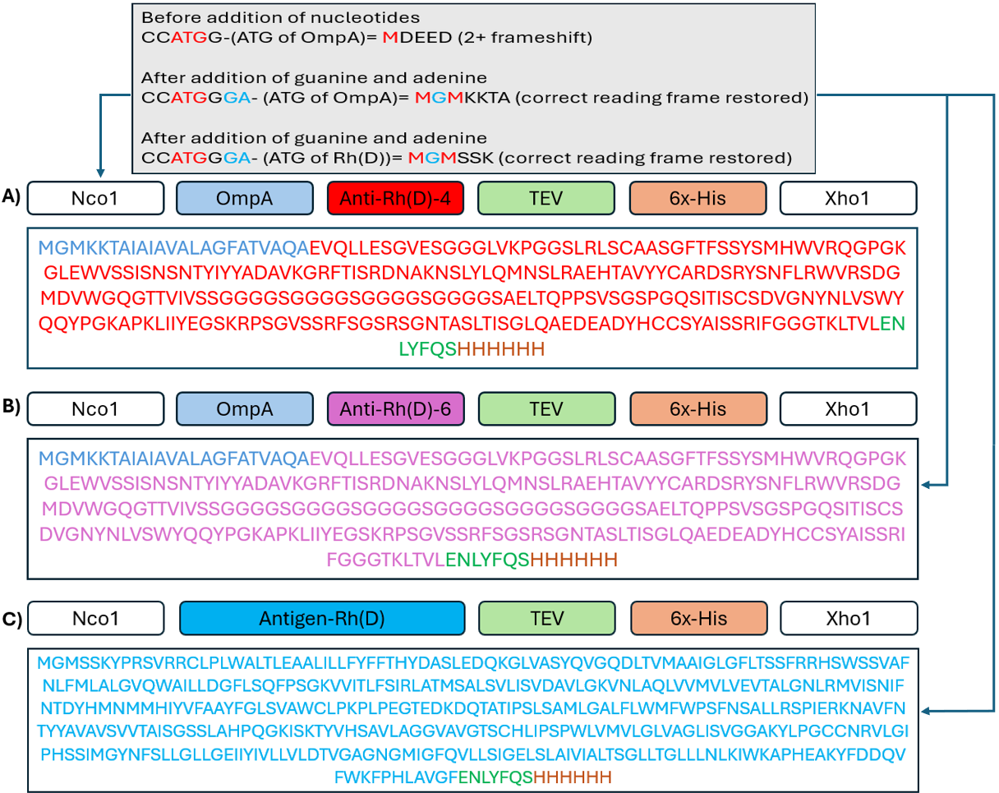 Before addition of nucleotides
CCATGG-(ATG of OmpA)= MDEED (2+ frameshift)
After addition of guanine and adenine
CCATGGGA- (ATG of OmpA)= MGMKKTA (correct reading frame restored)
After addition of guanine and adenine
CCATGGGA- (ATG of Rh(D))= MGMSSK (correct reading frame restored)
A) Nco1 OmpA Anti-Rh(D)-4 TEV 6x-His Xho1
MGMKKTAIAIAVALAGFATVAQAEVQLLESGVESGGGLVKPGGSLRLSCAASGFTFSSYSMHWVRQGPGK
GLEWVSSISNSNTYIYYADAVKGRFTISRDNAKNSLYLQMNSLRAEHTAVYYCARDSRYSNFLRWVRSDG
MDVWGQGTTVIVSSGGGGSGGGGSGGGGSGGGGSAELTQPPSVSGSPGQSITISCSDVGNYNLVSWY
QQYPGKAPKLIIYEGSKRPSGVSSRFSGSRSGNTASLTISGLQAEDEADYHCCSYAISSRIFGGGTKLTVLEN
LYFQSHHHHHH
B) Nco1 OmpA Anti-Rh(D)-6 TEV 6x-His Xho1
MGMKKTAIAIAVALAGFATVAQAEVQLLESGVESGGGLVKPGGSLRLSCAASGFTFSSYSMHWVRQGPGK
GLEWVSSISNSNTYIYYADAVKGRFTISRDNAKNSLYLQMNSLRAEHTAVYYCARDSRYSNFLRWVRSDG
MDVWGQGTTVIVSSGGGGSGGGGSGGGGSGGGGSGGGGSGGGGSAELTQPPSVSGSPGQSITISCS
DVGNYNLVSWYQQYPGKAPKLIIYEGSKRPSGVSSRFSGSRSGNTASLTISGLQAEDEADYHCCSYAISSRI
FGGGTKLTVLENLYFQSHHHHHH
C) Nco1 Antigen-Rh(D) TEV 6x-His Xho1
MGMSSKYPRSVRRCLPLWALTLEAALILLFYFFTHYDASLEDQKGLVASYQVGQDLTVMAAIGLGFLTSSFRRHSWSSVAF
NLFMLALGVQWAILLDGFLSQFPSGKVVITLFSIRLATMSALSVLISVDAVLGKVNLAQLVVMVLVEVTALGNLRMVISNIF
NTDYHMNMMHIYVFAAYFGLSVAWCLPKPLPEGTEDKDQTATIPSLSAMLGALFLWMFWPSFNSALLRSPIERKNAVFN
TYYAVAVSVVTAISGSSLAHPQGKISKTYVHSAVLAGGVAVGTSCHLIPSPWLVMVLGLVAGLISVGGAKYLPGCCNRVLGI
PHSSIMGYNFSLLGLLGEIIYIVLLVLDTVGAGNGMIGFQVLLSIGELSLAIVIALTSGLLTGLLLNLKIWKAPHEAKYFDDQV
FWKFPHLAVGFENLYFQSHHHHHH